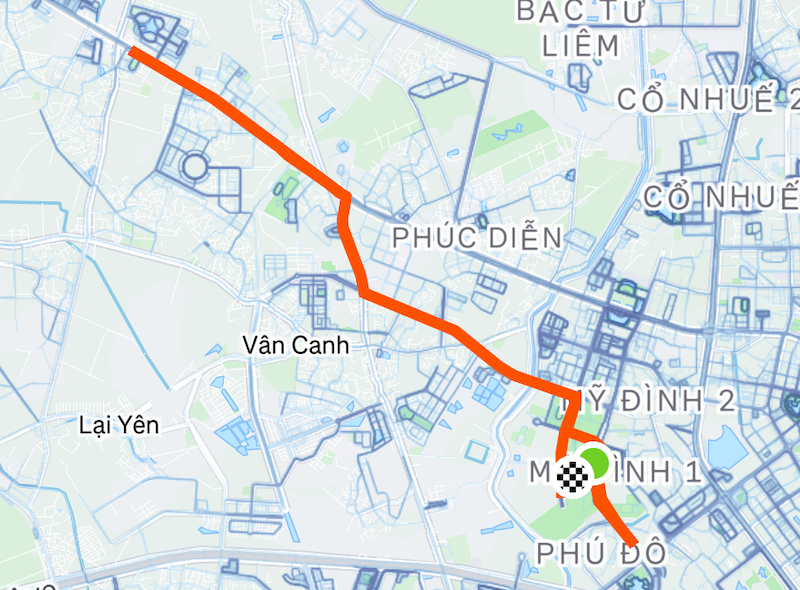 BẮC TỪ
LIÊM
CỔ NHUẾ 2
CỔ NHUẾ
PHÚC DIỄN
Vân Canh
MỸ ĐÌNH 2
Lại Yên
M ĐÌNH 1
PHÚ ĐÔ